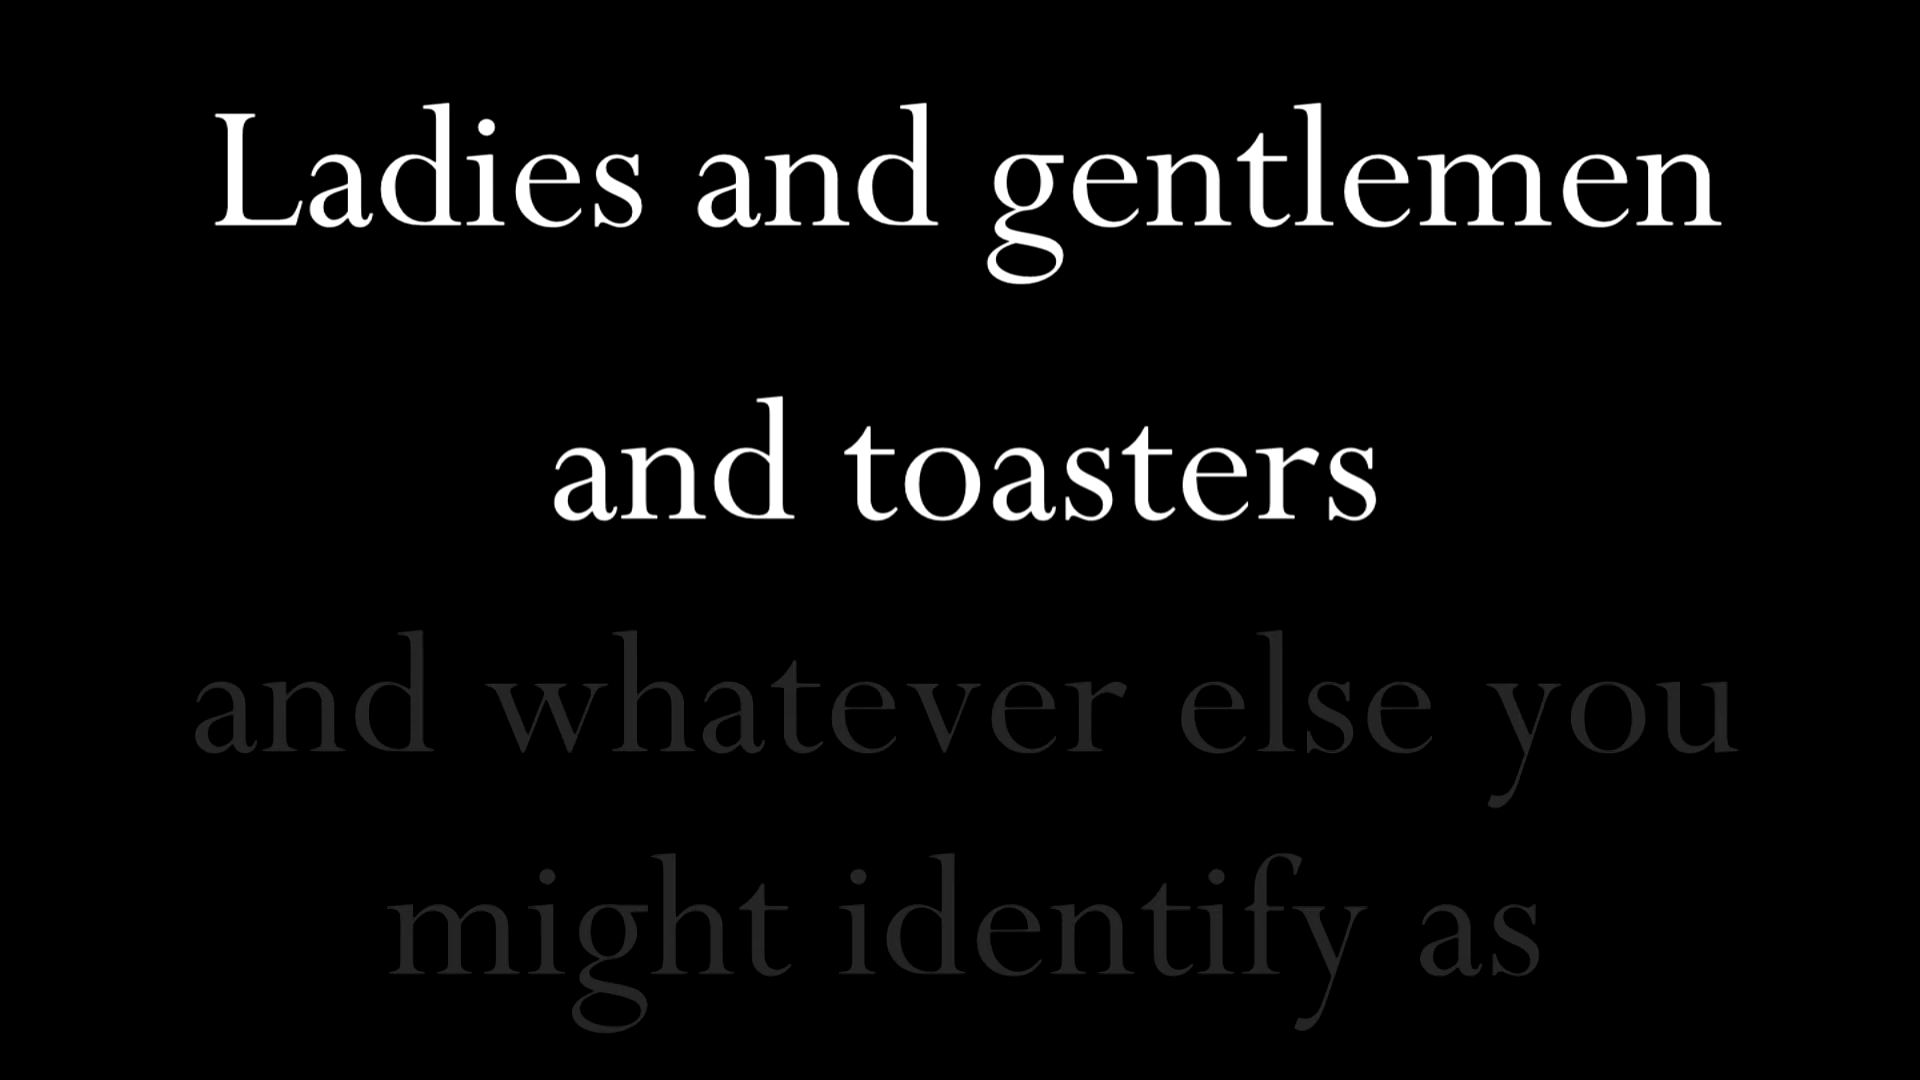 Ladies and gentlemen
and toasters
and whatever else you
might identify as